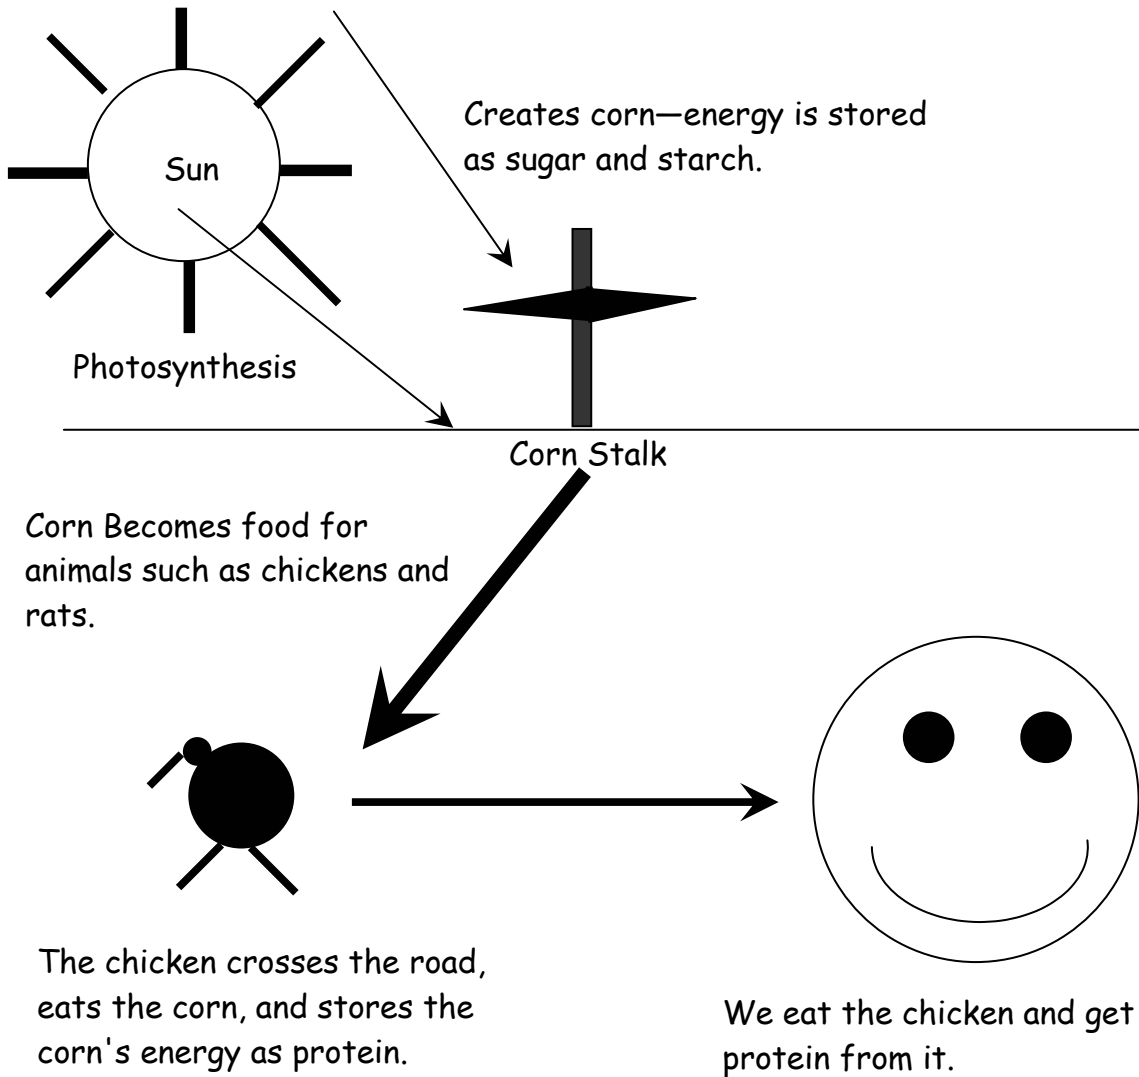 Sun
Creates corn—energy is stored
as sugar and starch.
Photosynthesis
Corn Stalk
Corn Becomes food for
animals such as chickens and
rats.
The chicken crosses the road,
eats the corn, and stores the
corn's energy as protein.
We eat the chicken and get
protein from it.